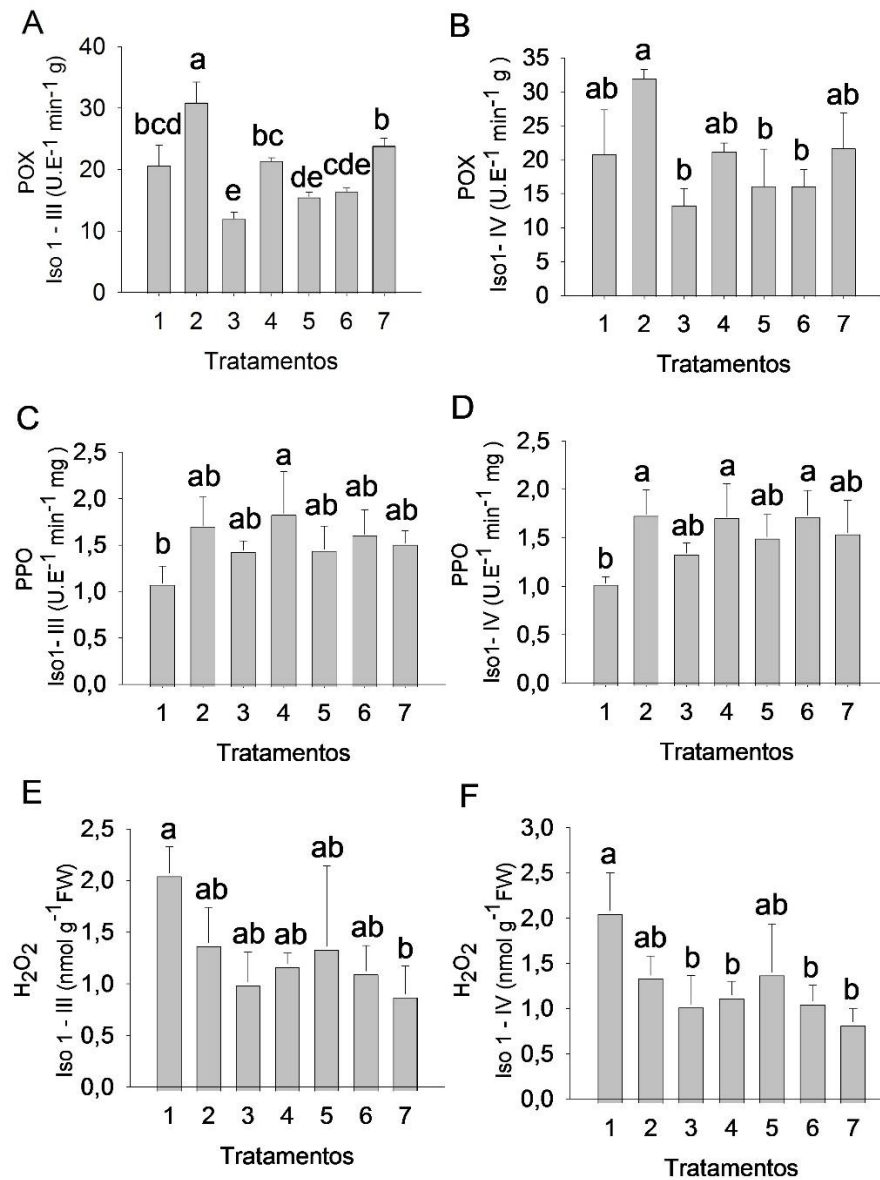 A
POX
Iso 1 - III (U.E⁻¹ min⁻¹ g)
40
30
20
10
0
bcd a e bc de cde b
1 2 3 4 5 6 7
Tratamentos
B
POX
Iso1- IV (U.E⁻¹ min⁻¹ g)
35
30
25
20
15
10
5
0
ab a b ab b b ab
1 2 3 4 5 6 7
Tratamentos
C
PPO
Iso1- III (U.E⁻¹ min⁻¹ mg )
2,5
2,0
1,5
1,0
0,5
0,0
b ab ab a ab ab ab
1 2 3 4 5 6 7
Tratamentos
D
PPO
Iso1- IV (U.E⁻¹ min⁻¹ mg )
2,5
2,0
1,5
1,0
0,5
0,0
b a ab a ab a ab
1 2 3 4 5 6 7
Tratamentos
E
H₂O₂
Iso 1 - III (nmol g⁻¹FW)
2,5
2,0
1,5
1,0
0,5
0,0
a ab ab ab ab ab b
1 2 3 4 5 6 7
Tratamentos
F
H₂O₂
Iso 1 - IV (nmol g⁻¹FW)
3,0
2,5
2,0
1,5
1,0
0,5
0,0
a ab b b ab b b
1 2 3 4 5 6 7
Tratamentos